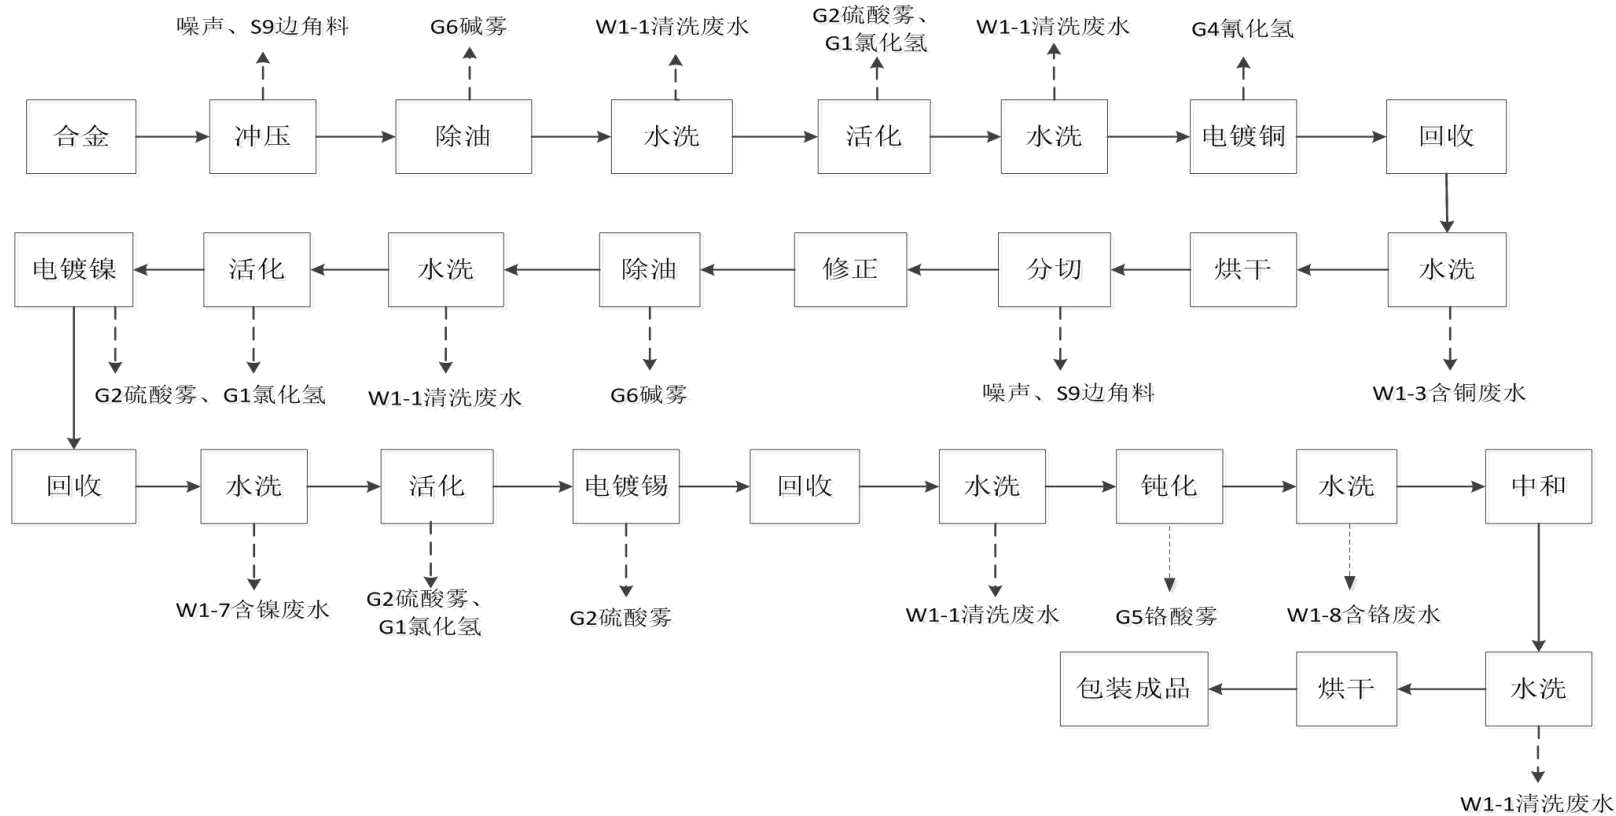 噪声、S9边角料
G6碱雾
W1-1清洗废水
G2硫酸雾、
G1氯化氢
W1-1清洗废水
G4氰化氢
合金
冲压
除油
水洗
活化
水洗
电镀铜
回收
电镀镍
活化
水洗
除油
修正
分切
烘干
水洗
G2硫酸雾、G1氯化氢
W1-1清洗废水
G6碱雾
噪声、S9边角料
W1-3含铜废水
回收
水洗
活化
电镀锡
回收
水洗
钝化
水洗
中和
W1-7含镍废水
G2硫酸雾、
G1氯化氢
G2硫酸雾
W1-1清洗废水
G5铬酸雾
W1-8含铬废水
包装成品
烘干
水洗
W1-1清洗废水